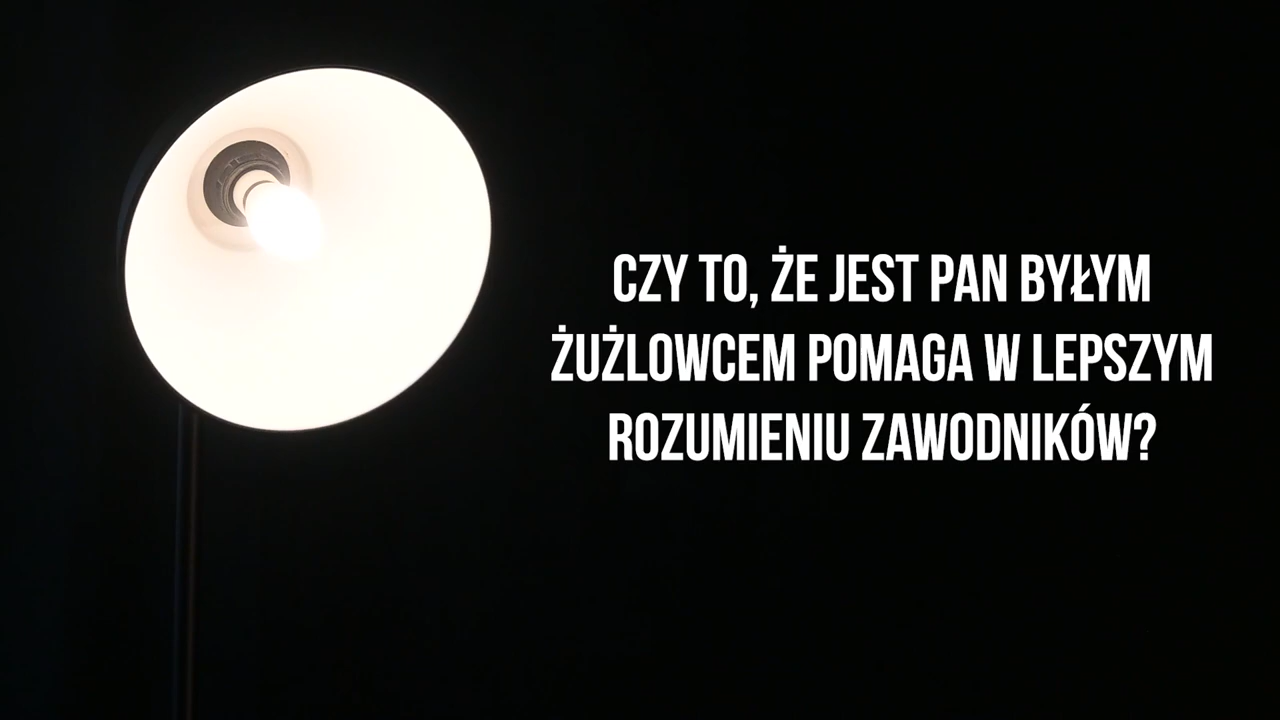 CZY TO, ŻE JEST PAN BYŁYM
ŻUŻLOWCEM POMAGA W LEPSZYM
ROZUMIENIU ZAWODNIKÓW?